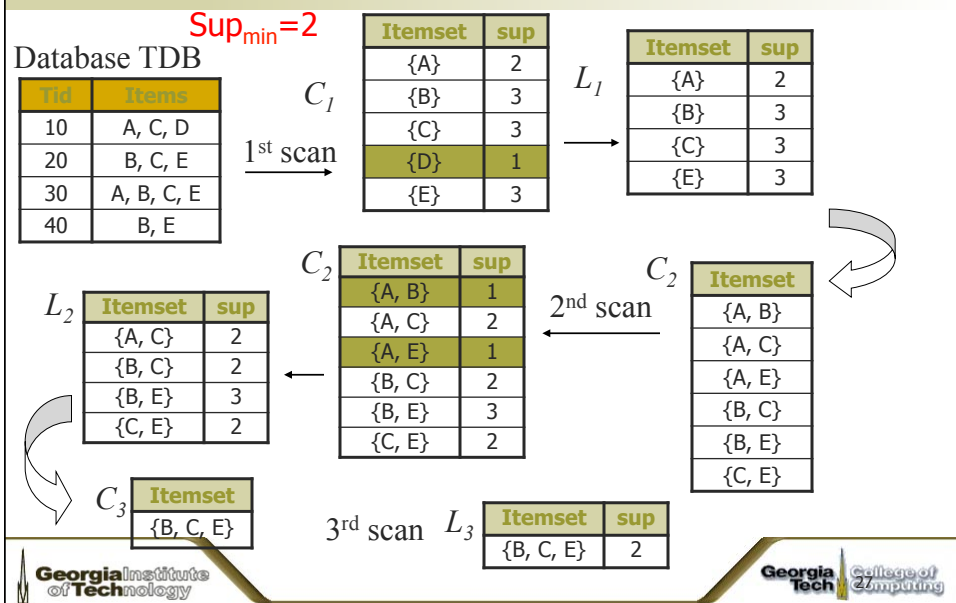 Sup_min=2
Database TDB
Tid Items
10 A, C, D
20 B, C, E
30 A, B, C, E
40 B, E
1st scan
C1
Itemset sup
{A} 2
{B} 3
{C} 3
{D} 1
{E} 3
L1
Itemset sup
{A} 2
{B} 3
{C} 3
{E} 3
C2
Itemset
{A, B}
{A, C}
{A, E}
{B, C}
{B, E}
{C, E}
2nd scan
C2
Itemset sup
{A, B} 1
{A, C} 2
{A, E} 1
{B, C} 2
{B, E} 3
{C, E} 2
L2
Itemset sup
{A, C} 2
{B, C} 2
{B, E} 3
{C, E} 2
C3
Itemset
{B, C, E}
3rd scan
L3
Itemset sup
{B, C, E} 2
Georgia Institute
of Technology
Georgia
Tech
College of
Computing
27